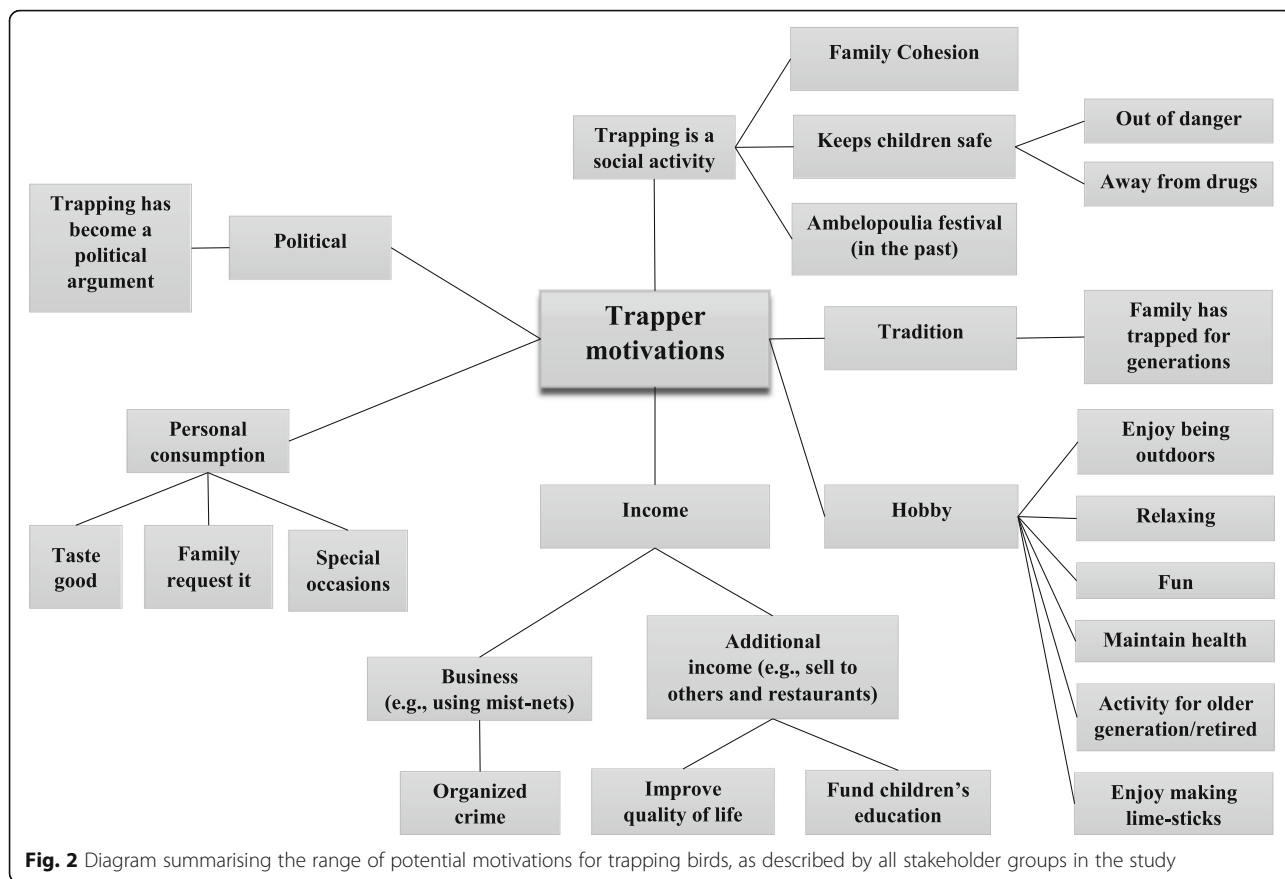 Family Cohesion
Trapping is a
social activity
Keeps children safe
Out of danger
Away from drugs
Ambelopoulia festival
(in the past)
Trapping has
become a
political
argument
Political
Trapper
motivations
Tradition
Family has
trapped for
generations
Personal
consumption
Taste
good
Family
request it
Special
occasions
Income
Business
(e.g., using mist-nets)
Organized
crime
Additional
income (e.g., sell to
others and restaurants)
Improve
quality of life
Fund children's
education
Hobby
Enjoy being
outdoors
Relaxing
Fun
Maintain health
Activity for older
generation/retired
Enjoy making
lime-sticks
Fig. 2 Diagram summarising the range of potential motivations for trapping birds, as described by all stakeholder groups in the study